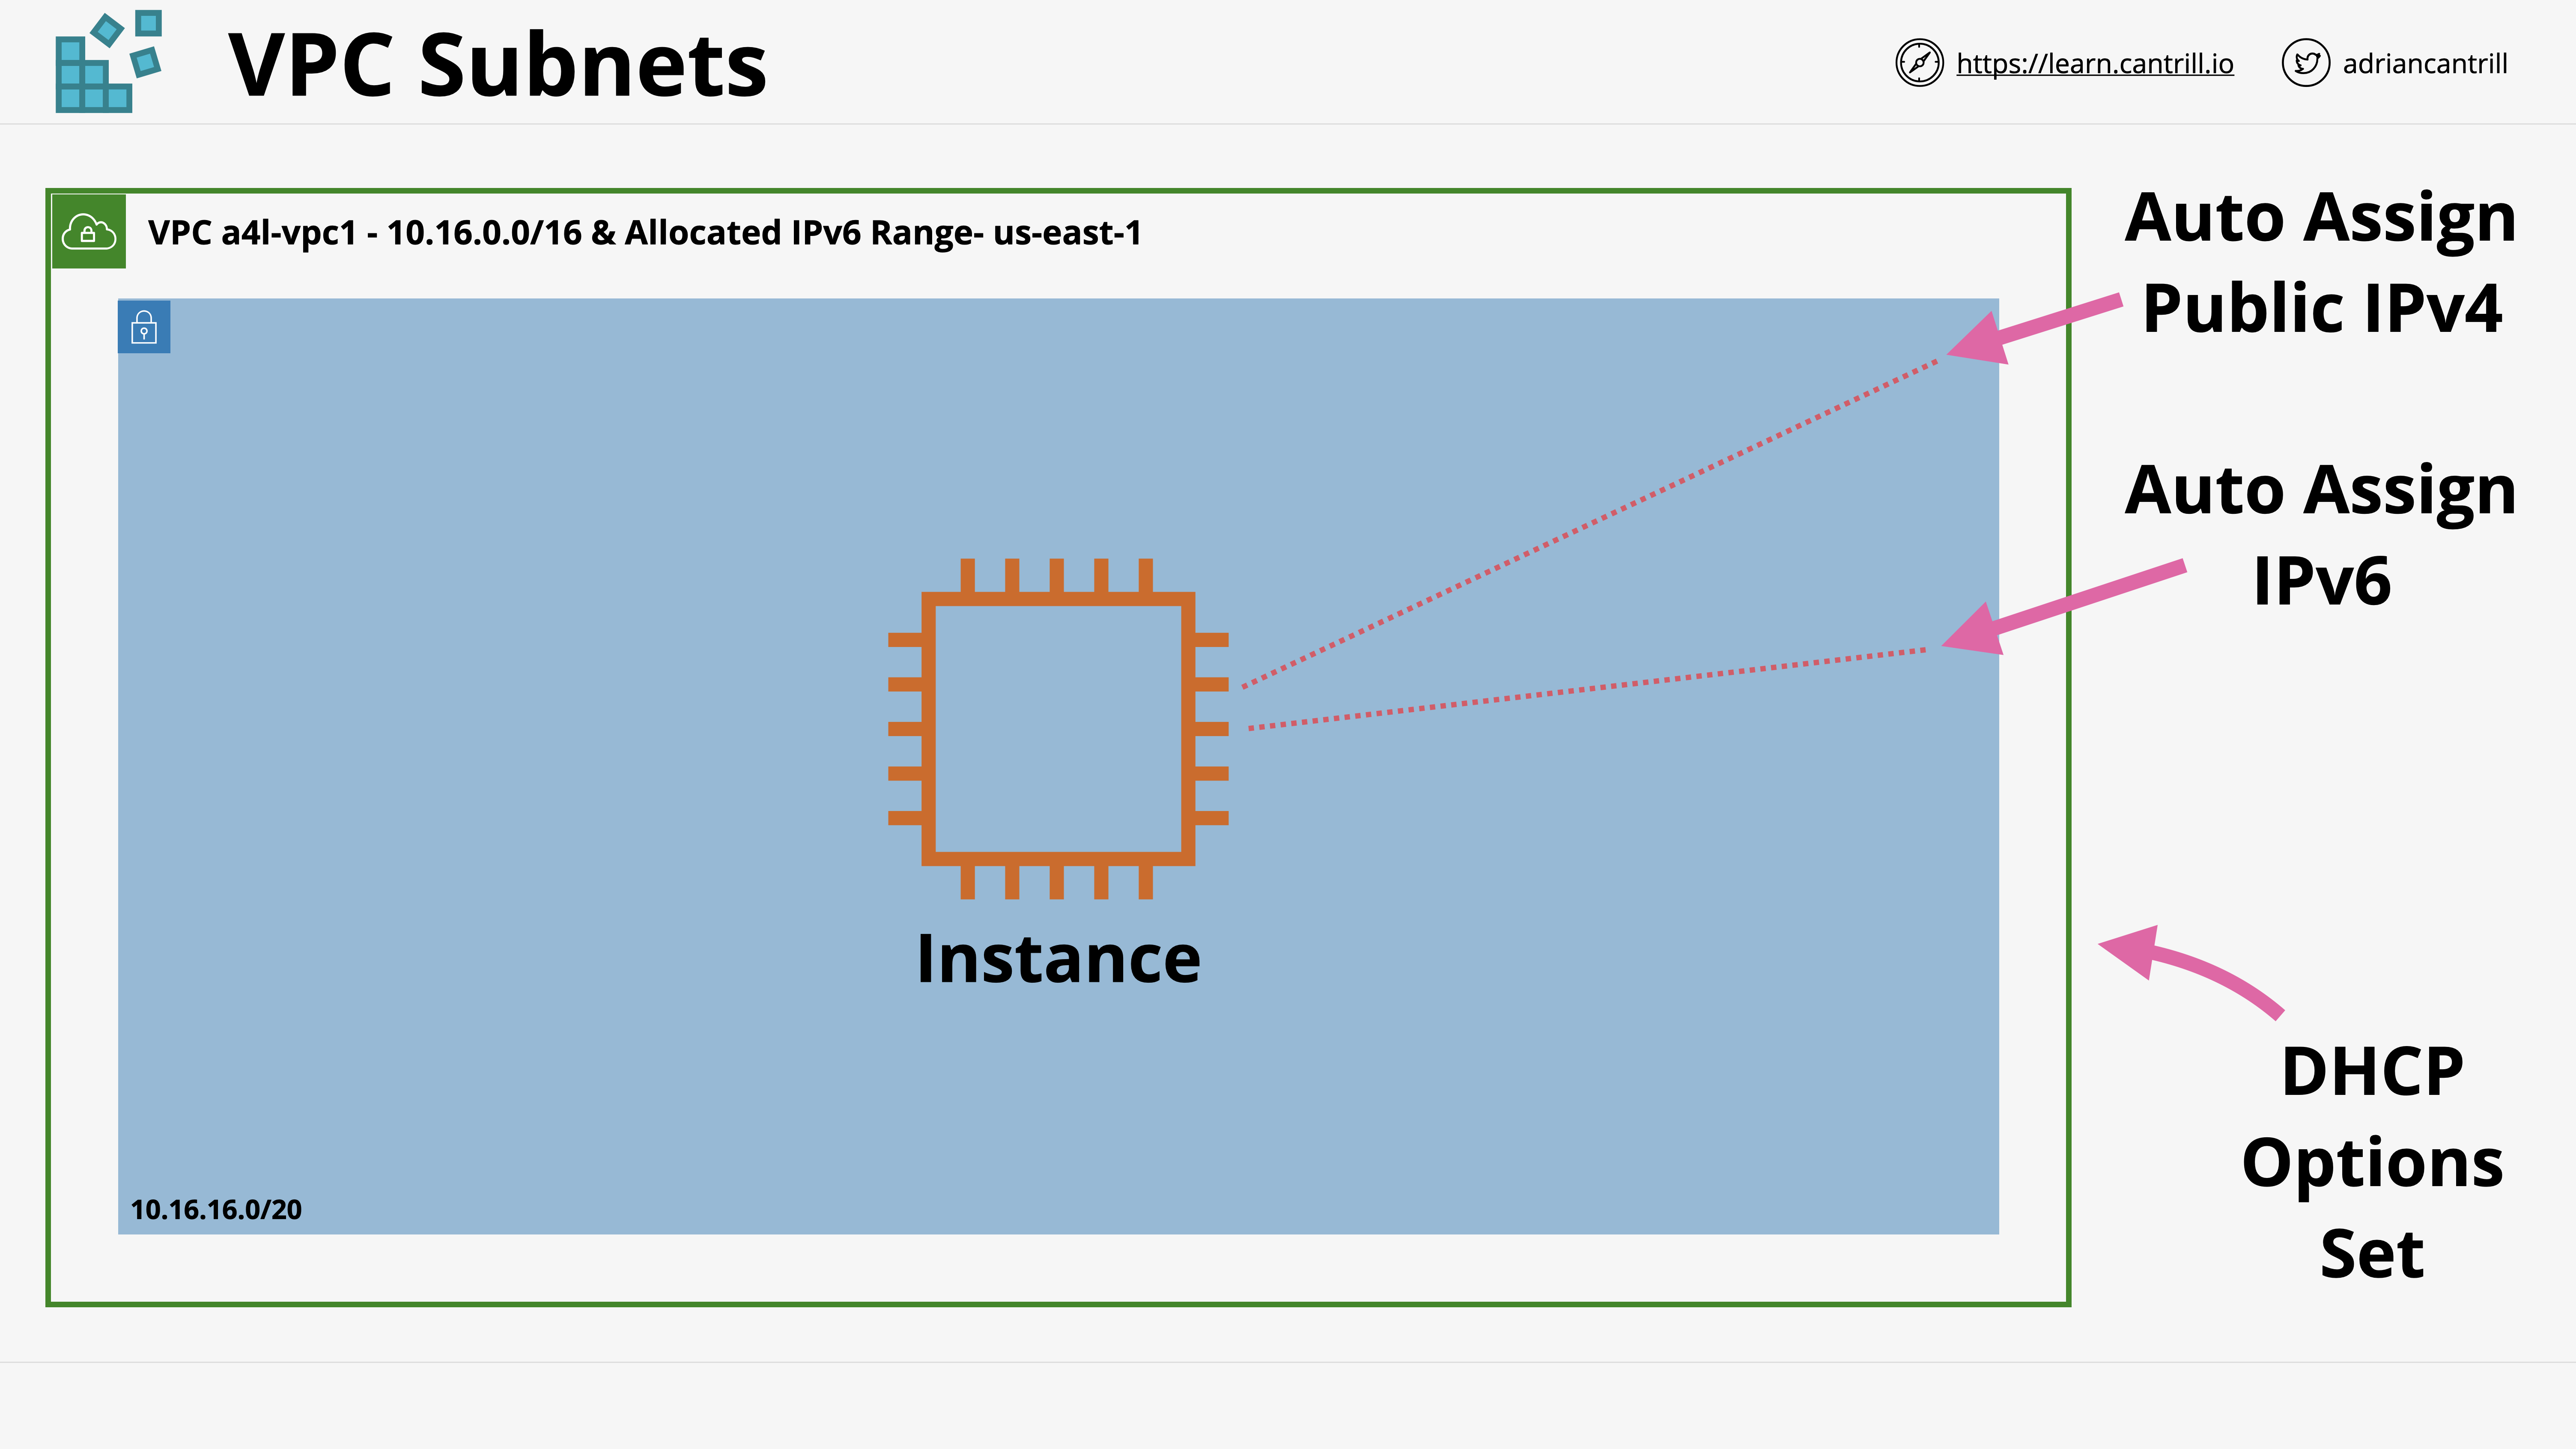 VPC Subnets
https://learn.cantrill.io
adriancantrill
VPC a4l-vpc1 - 10.16.0.0/16 & Allocated IPv6 Range- us-east-1
Auto Assign
Public IPv4
Auto Assign
IPv6
Instance
DHCP
Options
Set
10.16.16.0/20